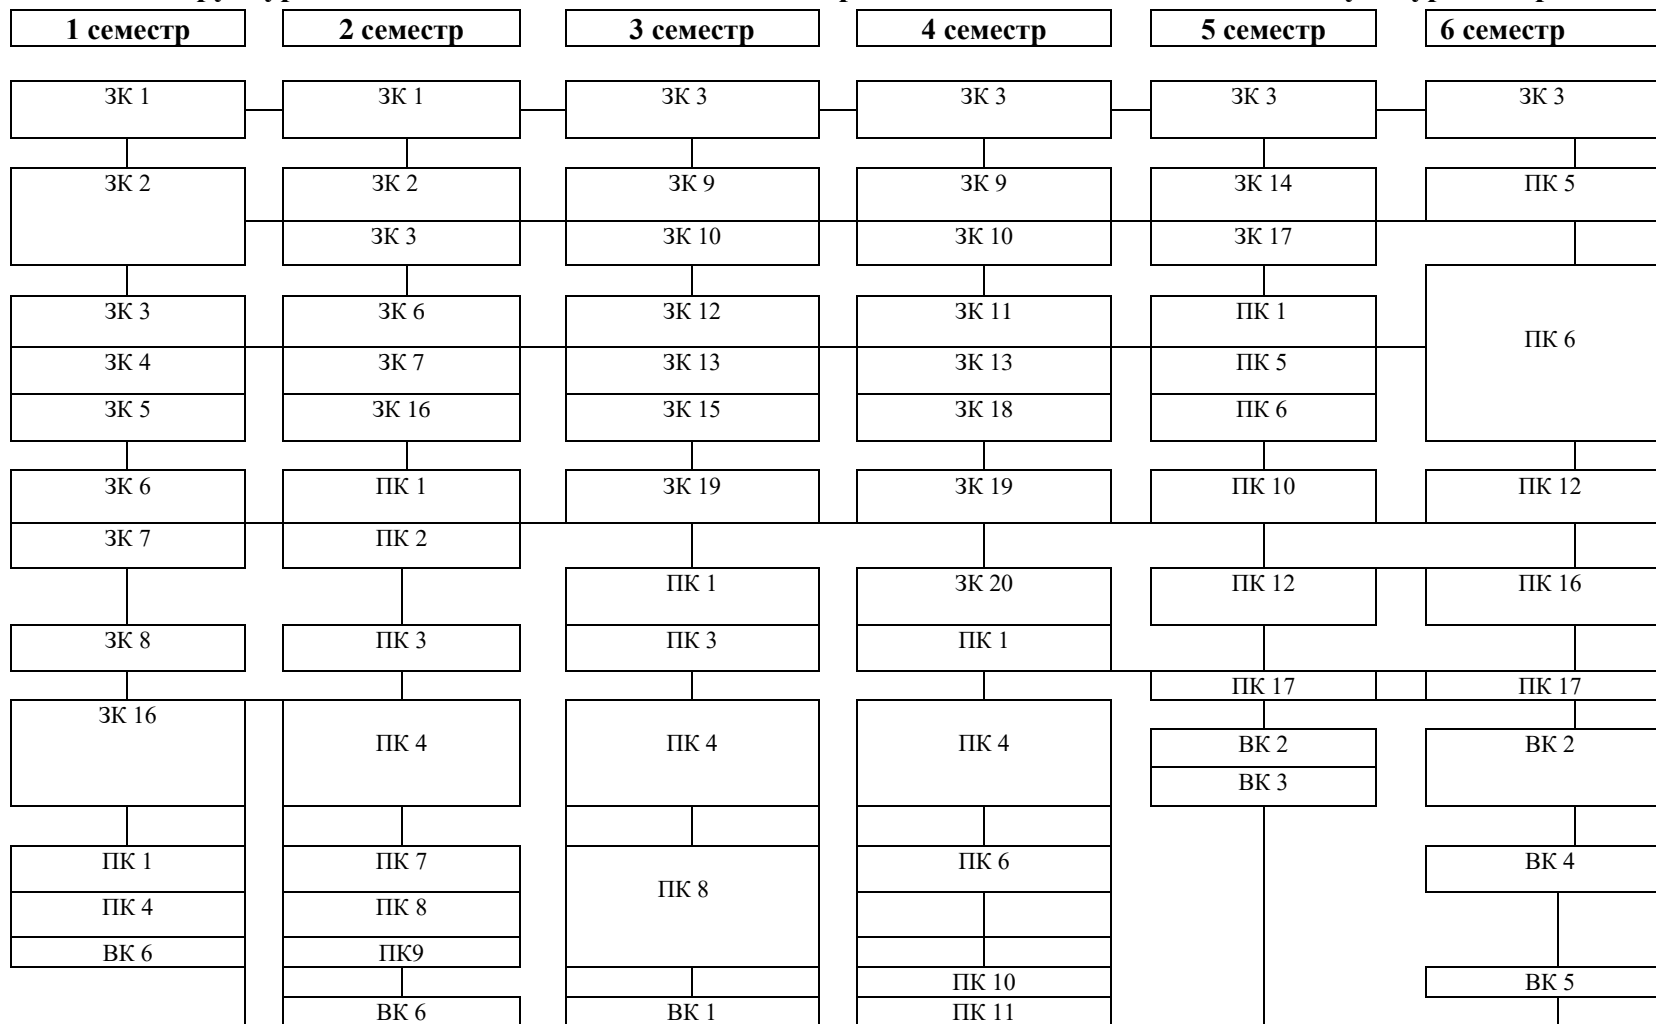 1 семестр 2 семестр 3 семестр 4 семестр 5 семестр 6 семестр
ЗК 1 ЗК 1 ЗК 3 ЗК 3 ЗК 3 ЗК 3
ЗК 2 ЗК 2 ЗК 9 ЗК 9 ЗК 14 ПК 5
ЗК 3 ЗК 10 ЗК 10 ЗК 17
ЗК 3 ЗК 6 ЗК 12 ЗК 11 ПК 1
ПК 6
ЗК 4 ЗК 7 ЗК 13 ЗК 13 ПК 5
ЗК 5 ЗК 16 ЗК 15 ЗК 18 ПК 6
ЗК 6 ПК 1 ЗК 19 ЗК 19 ПК 10 ПК 12
ЗК 7 ПК 2
ПК 1 ЗК 20 ПК 12 ПК 16
ЗК 8 ПК 3 ПК 3 ПК 1
ПК 17 ПК 17
ЗК 16
ПК 4 ПК 4 ПК 4 ВК 2 ВК 2
ВК 3
ПК 1 ПК 7 ПК 6 ВК 4
ПК 8
ПК 4 ПК 8
ВК 6 ПК9
ПК 10 ВК 5
ВК 6 ВК 1 ПК 11